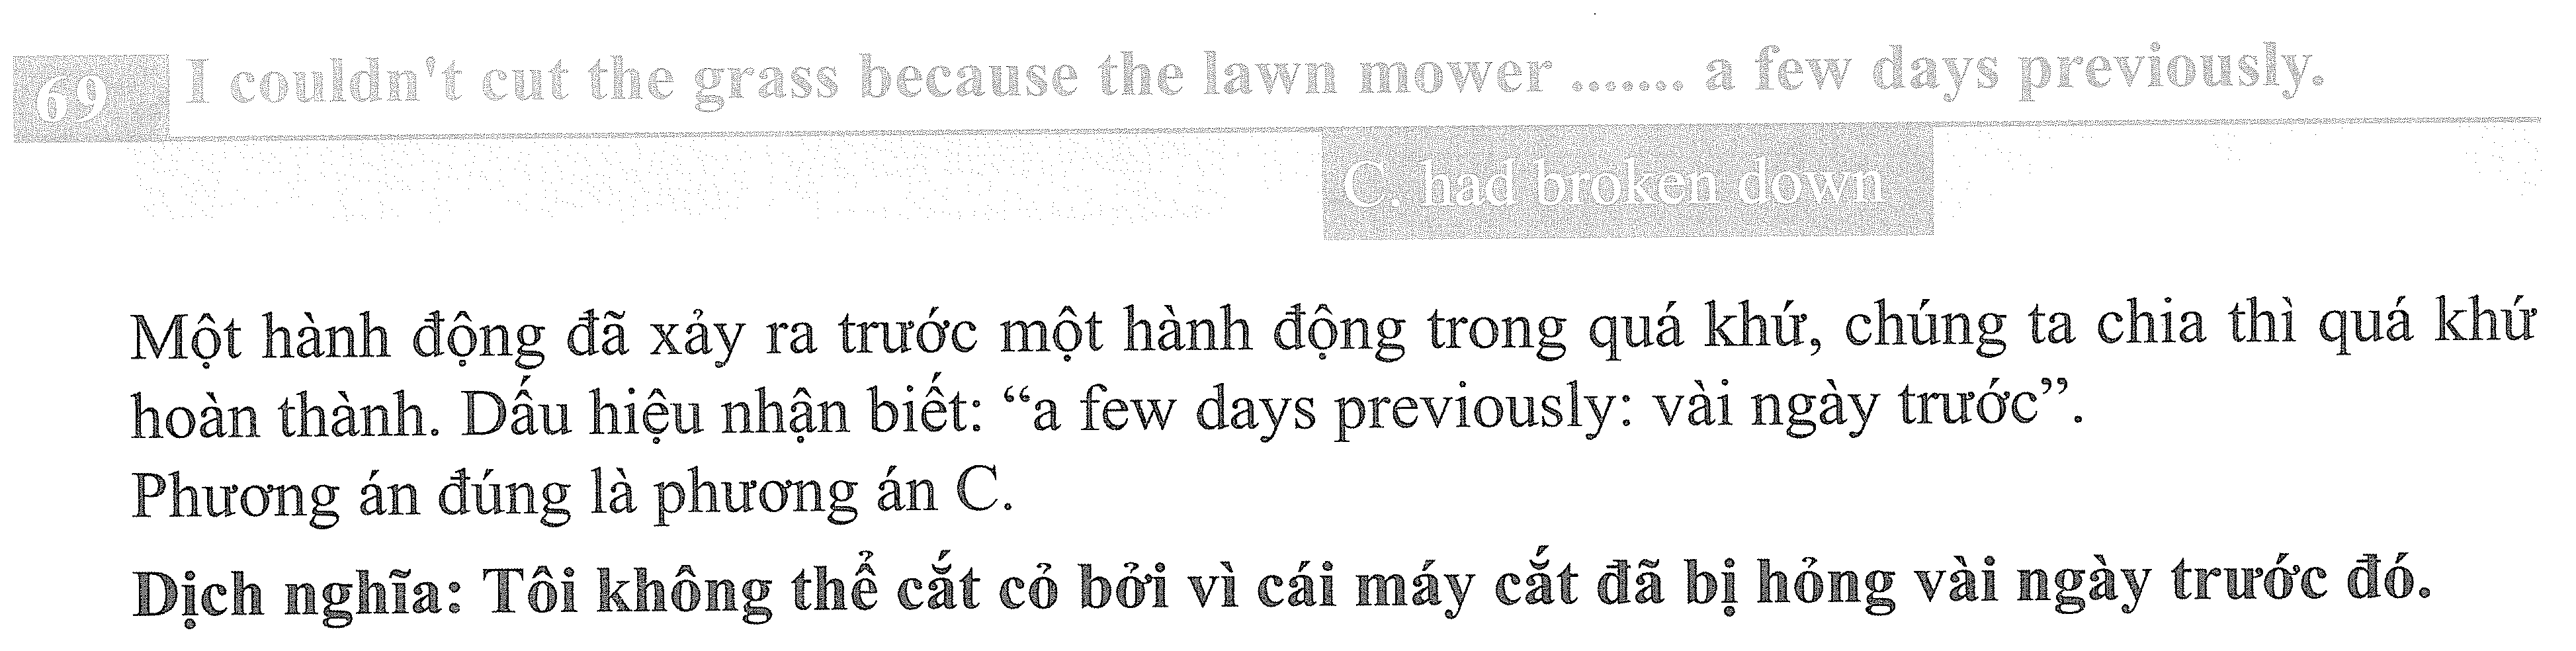 69 I couldn't cut the grass because the lawn mower ....... a few days previously.
C. had broken down
Một hành động đã xảy ra trước một hành động trong quá khứ, chúng ta chia thì quá khứ
hoàn thành. Dấu hiệu nhận biết: “a few days previously: vài ngày trước”.
Phương án đúng là phương án C.
Dịch nghĩa: Tôi không thể cắt cỏ bởi vì cái máy cắt đã bị hỏng vài ngày trước đó.